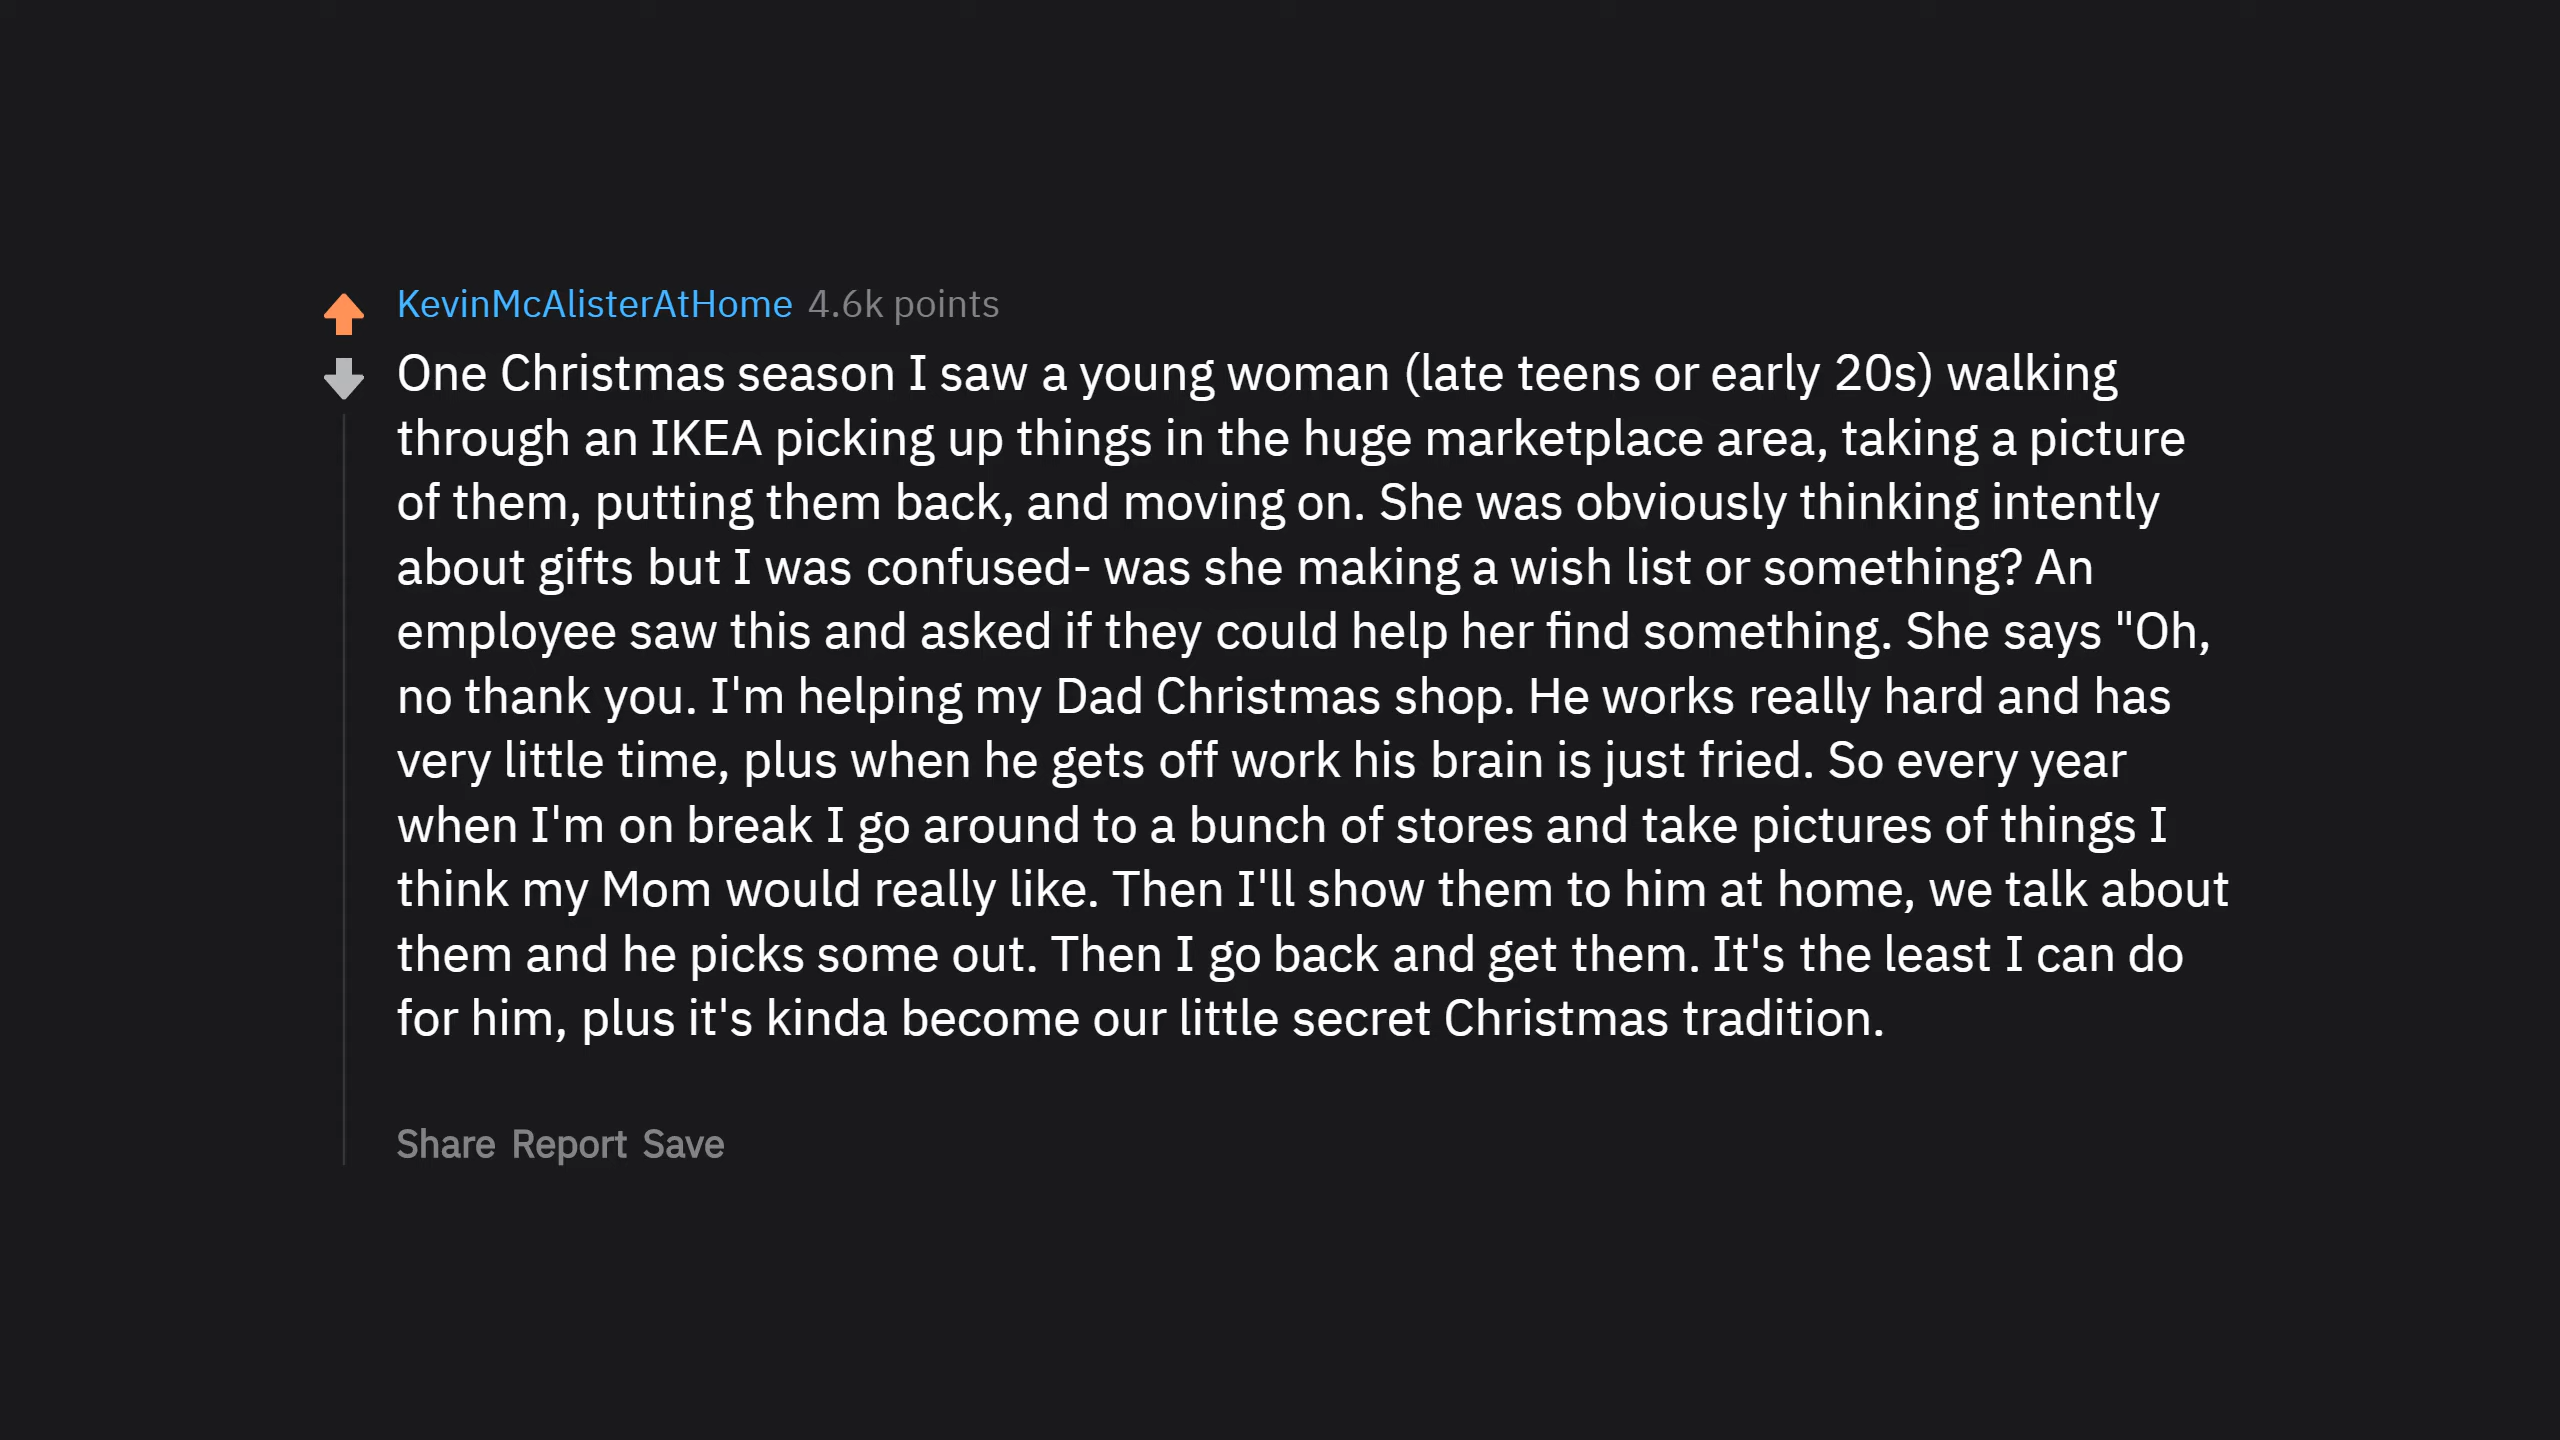 KevinMcAlisterAtHome 4.6k points
One Christmas season I saw a young woman (late teens or early 20s) walking
through an IKEA picking up things in the huge marketplace area, taking a picture
of them, putting them back, and moving on. She was obviously thinking intently
about gifts but I was confused- was she making a wish list or something? An
employee saw this and asked if they could help her find something. She says "Oh,
no thank you. I'm helping my Dad Christmas shop. He works really hard and has
very little time, plus when he gets off work his brain is just fried. So every year
when I'm on break I go around to a bunch of stores and take pictures of things I
think my Mom would really like. Then I'll show them to him at home, we talk about
them and he picks some out. Then I go back and get them. It's the least I can do
for him, plus it's kinda become our little secret Christmas tradition.
Share Report Save